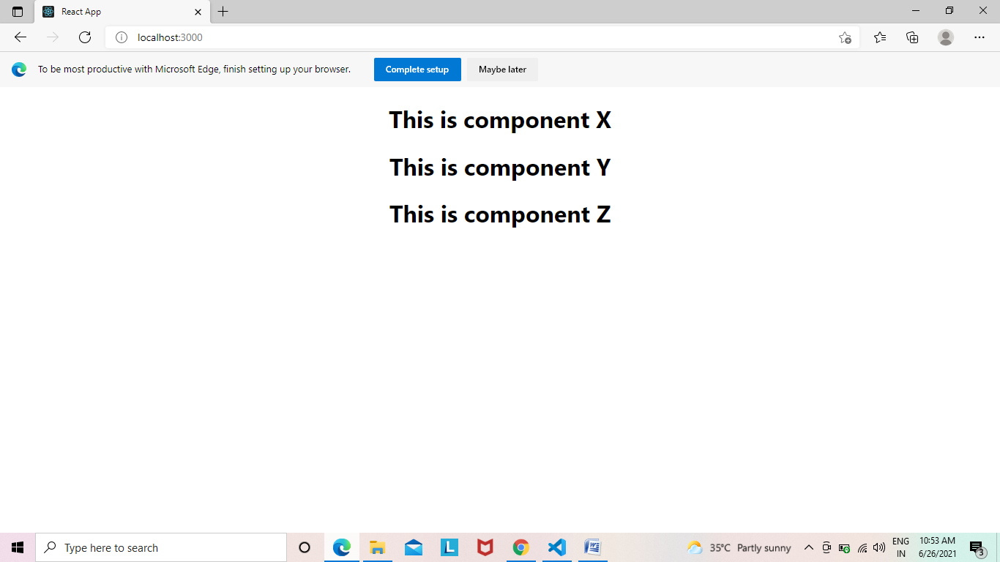 React App
localhost:3000
To be most productive with Microsoft Edge, finish setting up your browser. Complete setup Maybe later
This is component X
This is component Y
This is component Z
Type here to search L W 35°C Partly sunny ENG 10:53 AM
IN 6/26/2021 3